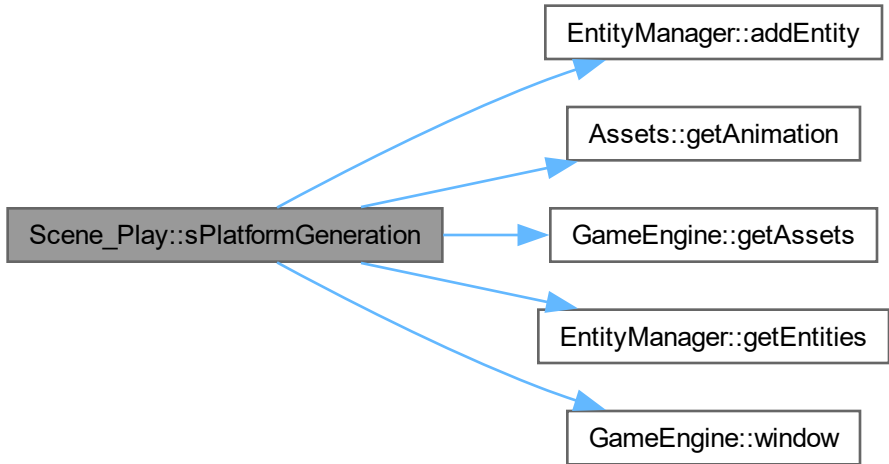 EntityManager::addEntity
Assets::getAnimation
Scene_Play::sPlatformGeneration
GameEngine::getAssets
EntityManager::getEntities
GameEngine::window